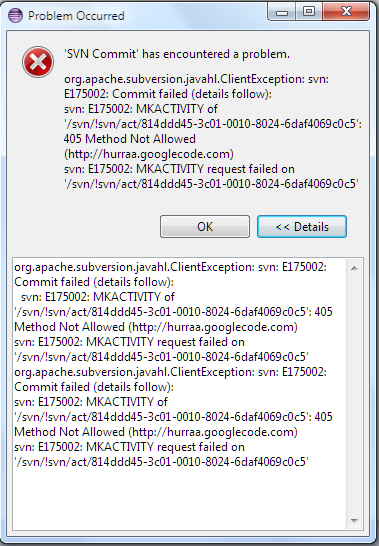 Problem Occurred
'SVN Commit' has encountered a problem.
org.apache.subversion.javahl.ClientException: svn:
E175002: Commit failed (details follow):
svn: E175002: MKACTIVITY of
'/svn/!svn/act/814ddd45-3c01-0010-8024-6daf4069c0c5':
405 Method Not Allowed
(http://hurraa.googlecode.com)
svn: E175002: MKACTIVITY request failed on
'/svn/!svn/act/814ddd45-3c01-0010-8024-6daf4069c0c5'
OK
<< Details
org.apache.subversion.javahl.ClientException: svn: E175002:
Commit failed (details follow):
svn: E175002: MKACTIVITY of
'/svn/!svn/act/814ddd45-3c01-0010-8024-6daf4069c0c5': 405
Method Not Allowed (http://hurraa.googlecode.com)
svn: E175002: MKACTIVITY request failed on
'/svn/!svn/act/814ddd45-3c01-0010-8024-6daf4069c0c5'
org.apache.subversion.javahl.ClientException: svn: E175002:
Commit failed (details follow):
svn: E175002: MKACTIVITY of
'/svn/!svn/act/814ddd45-3c01-0010-8024-6daf4069c0c5': 405
Method Not Allowed (http://hurraa.googlecode.com)
svn: E175002: MKACTIVITY request failed on
'/svn/!svn/act/814ddd45-3c01-0010-8024-6daf4069c0c5'